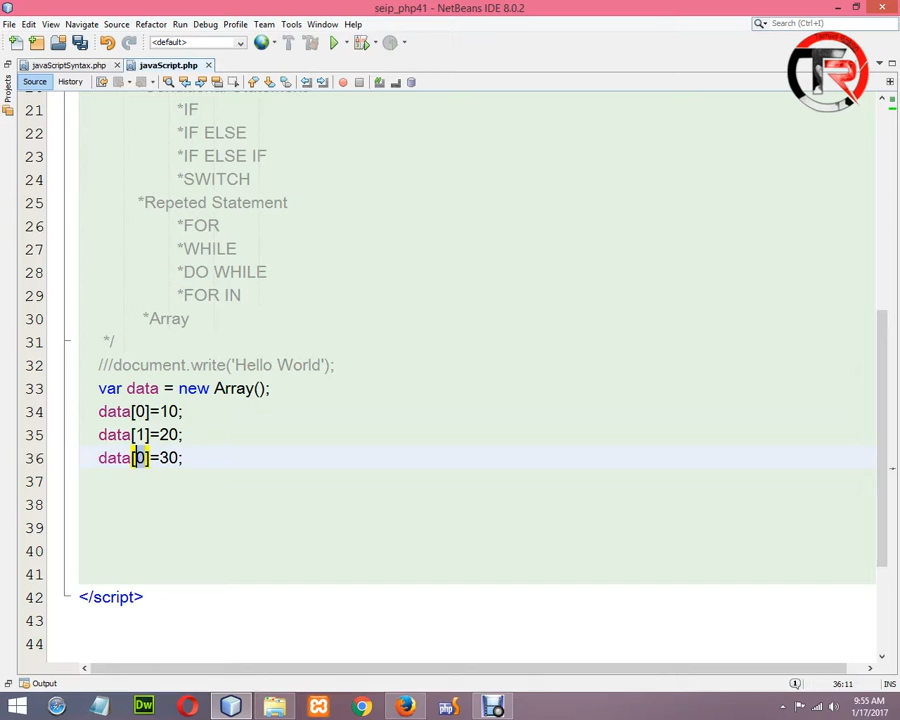 seip_php41 - NetBeans IDE 8.0.2
File Edit View Navigate Source Refactor Run Debug Profile Team Tools Window Help
Search (Ctrl+I)
<default>
javaScriptSyntax.php javaScript.php
Source History
Projects
21 *IF
22 *IF ELSE
23 *IF ELSE IF
24 *SWITCH
25 *Repeted Statement
26 *FOR
27 *WHILE
28 *DO WHILE
29 *FOR IN
30 *Array
31 */
32 ///document.write('Hello World');
33 var data = new Array();
34 data[0]=10;
35 data[1]=20;
36 data[0]=30;
37
38
39
40
41
42 </script>
43
44
Output
36:11 INS
Dw
php
9:55 AM
1/17/2017